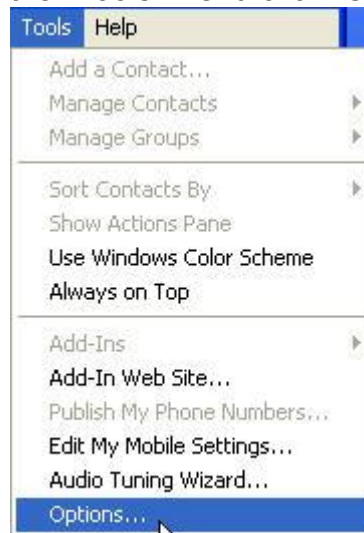 Tools Help
Add a Contact...
Manage Contacts
Manage Groups
Sort Contacts By
Show Actions Pane
Use Windows Color Scheme
Always on Top
Add-Ins
Add-In Web Site...
Publish My Phone Numbers...
Edit My Mobile Settings...
Audio Tuning Wizard...
Options...